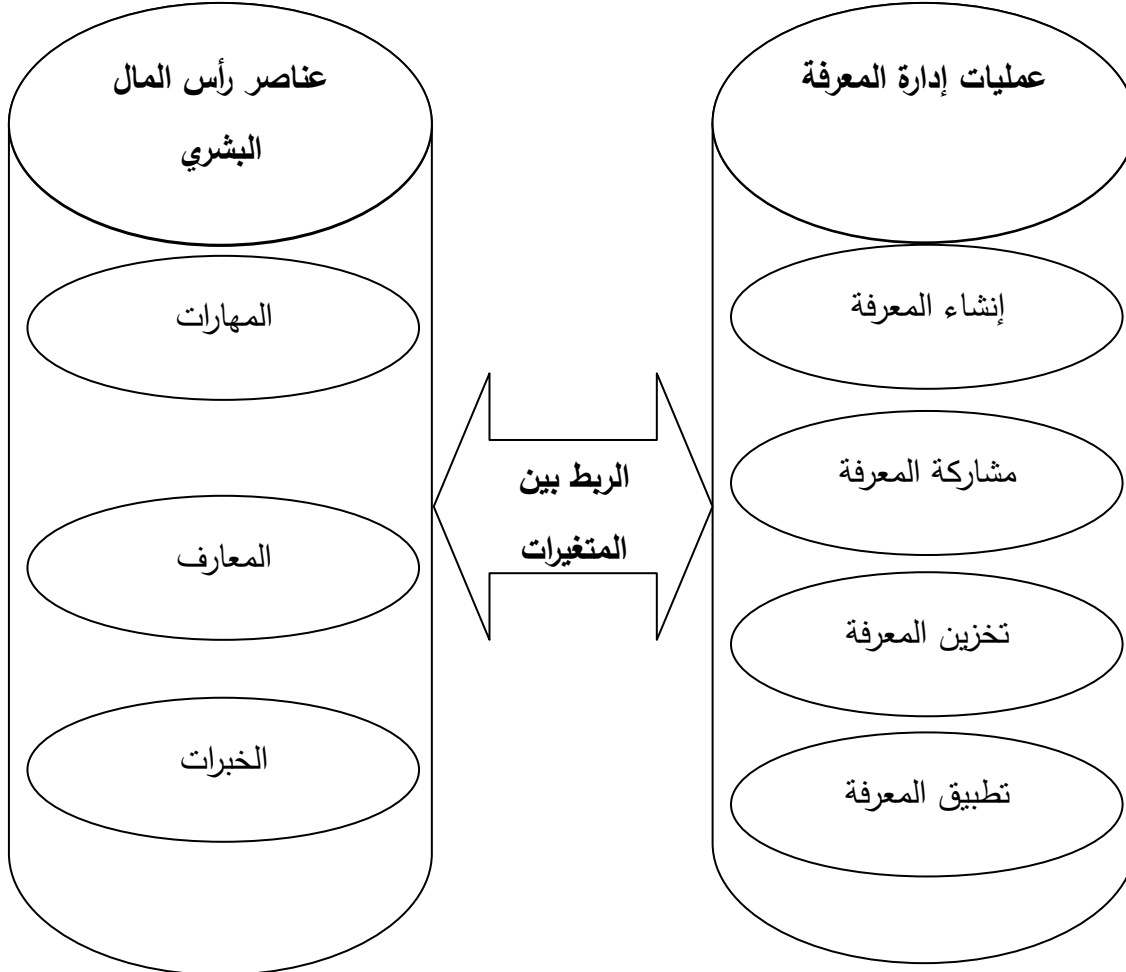 عمليات إدارة المعرفة
إنشاء المعرفة
مشاركة المعرفة
تخزين المعرفة
تطبيق المعرفة
الربط بين
المتغيرات
عناصر رأس المال
البشري
المهارات
المعارف
الخبرات